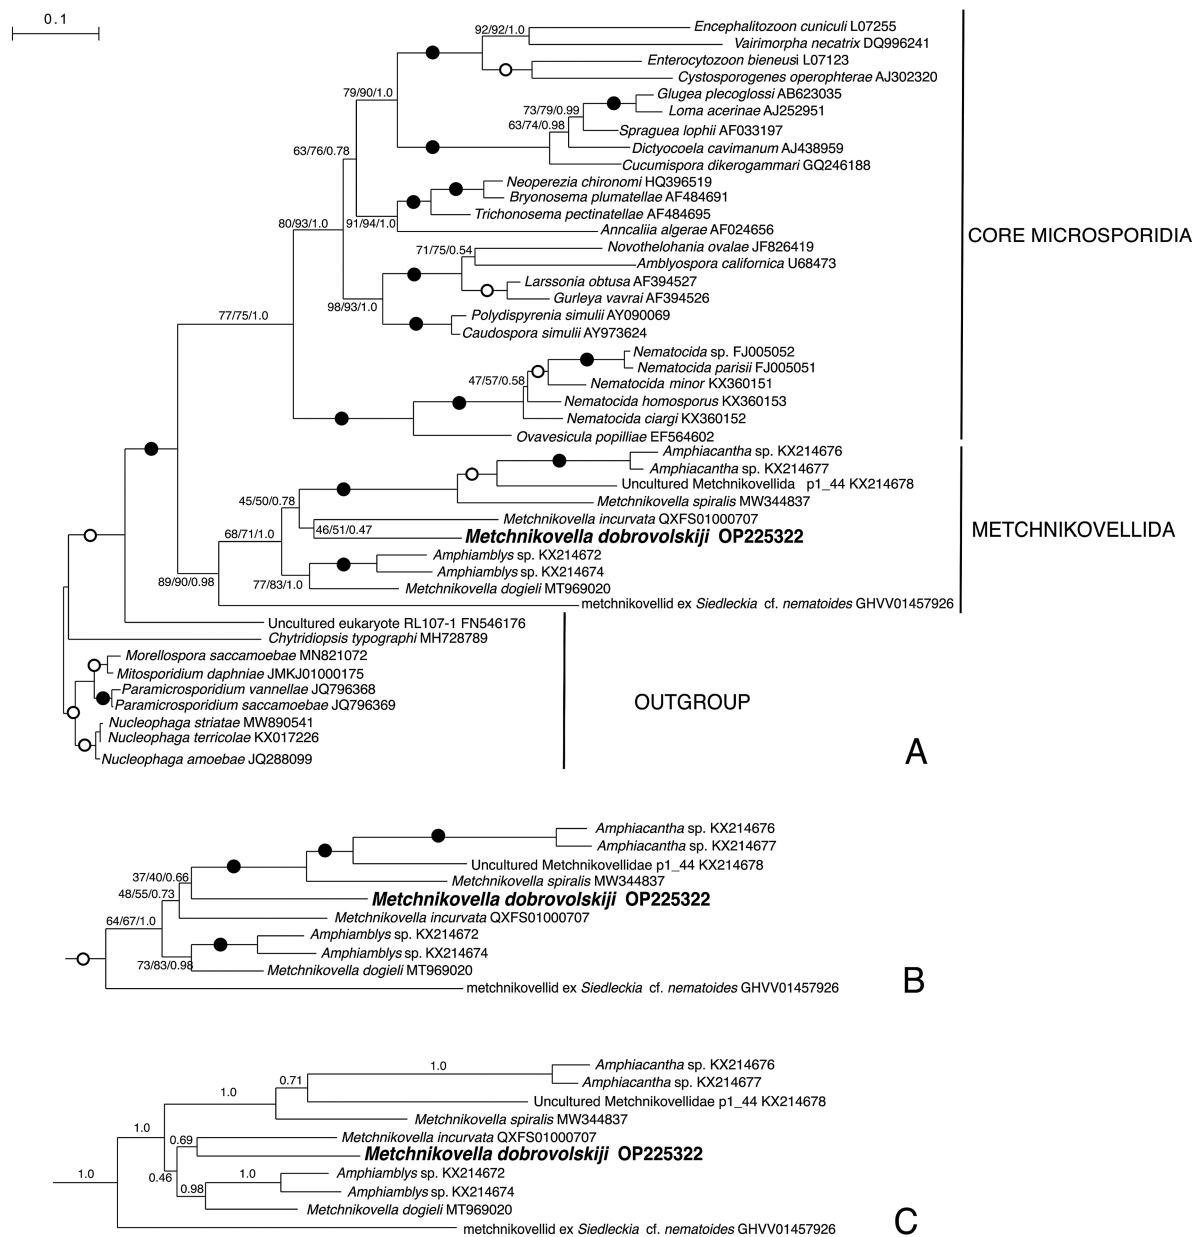 0.1
92/92/1.0
Encephalitozoon cuniculi L07255
Vairimorpha necatrix DQ996241
Enterocytozoon bieneusi L07123
Cystosporogenes operophterae AJ302320
79/90/1.0
Glugea plecoglossi AB623035
73/79/0.99
Loma acerinae AJ252951
63/74/0.98
Spraguea lophii AF033197
Dictyocoela cavimanum AJ438959
63/76/0.78
Cucumispora dikerogammari GQ246188
Neoperezia chironomi HQ396519
Bryonosema plumatellae AF484691
Trichonosema pectinatellae AF484695
80/93/1.0
91/94/1.0
Anncaliia algerae AF024656
CORE MICROSPORIDIA
71/75/0.54
Novothelohania ovalae JF826419
Amblyospora californica U68473
Larssonia obtusa AF394527
98/93/1.0
Gurleya vavrai AF394526
77/75/1.0
Polydispyrenia simulii AY090069
Caudospora simulii AY973624
Nematocida sp. FJ005052
Nematocida parisii FJ005051
47/57/0.58
Nematocida minor KX360151
Nematocida homosporus KX360153
Nematocida ciargi KX360152
Ovavesicula popilliae EF564602
Amphiacantha sp. KX214676
Amphiacantha sp. KX214677
Uncultured Metchnikovellida p1_44 KX214678
45/50/0.78
Metchnikovella spiralis MW344837
Metchnikovella incurvata QXFS01000707
METCHNIKOVELLIDA
68/71/1.0
46/51/0.47
Metchnikovella dobrovolskiji OP225322
Amphiamblys sp. KX214672
Amphiamblys sp. KX214674
89/90/0.98
77/83/1.0
Metchnikovella dogieli MT969020
metchnikovellid ex Siedleckia cf. nematoides GHVV01457926
Uncultured eukaryote RL107-1 FN546176
Chytridiopsis typographi MH728789
Morellospora saccamoebae MN821072
Mitosporidium daphniae JMKJ01000175
Paramicrosporidium vannellae JQ796368
Paramicrosporidium saccamoebae JQ796369
OUTGROUP
Nucleophaga striatae MW890541
Nucleophaga terricolae KX017226
Nucleophaga amoebae JQ288099
A
Amphiacantha sp. KX214676
Amphiacantha sp. KX214677
Uncultured Metchnikovellidae p1_44 KX214678
37/40/0.66
Metchnikovella spiralis MW344837
48/55/0.73
Metchnikovella dobrovolskiji OP225322
64/67/1.0
Metchnikovella incurvata QXFS01000707
Amphiamblys sp. KX214672
Amphiamblys sp. KX214674
73/83/0.98
Metchnikovella dogieli MT969020
metchnikovellid ex Siedleckia cf. nematoides GHVV01457926
B
1.0
Amphiacantha sp. KX214676
0.71
Amphiacantha sp. KX214677
1.0
Uncultured Metchnikovellidae p1_44 KX214678
Metchnikovella spiralis MW344837
1.0
0.69
Metchnikovella incurvata QXFS01000707
Metchnikovella dobrovolskiji OP225322
1.0
0.46
1.0
Amphiamblys sp. KX214672
0.98
Amphiamblys sp. KX214674
Metchnikovella dogieli MT969020
metchnikovellid ex Siedleckia cf. nematoides GHVV01457926
C